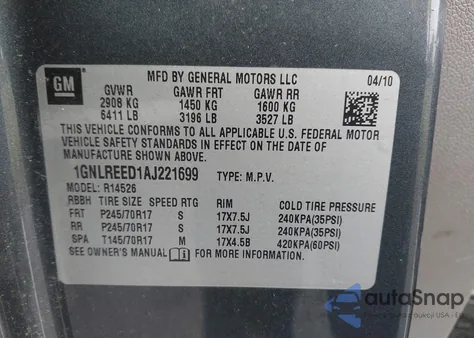 GM
MFD BY GENERAL MOTORS LLC
04/10
GVWR GAWR FRT GAWR RR
2908 KG 1450 KG 1600 KG
6411 LB 3196 LB 3527 LB
THIS VEHICLE CONFORMS TO ALL APPLICABLE U.S. FEDERAL MOTOR
VEHICLE SAFETY STANDARDS IN EFFECT ON THE DATE OF
MANUFACTURE SHOWN ABOVE.
1GNLREED1AJ221699 TYPE: M.P.V.
MODEL: R14526
RBBH TIRE SIZE SPEED RTG RIM COLD TIRE PRESSURE
FRT P245/70R17 S 17X7.5J 240KPA(35PSI)
RR P245/70R17 S 17X7.5J 240KPA(35PSI)
SPA T145/70R17 M 17X4.5B 420KPA(60PSI)
SEE OWNER'S MANUAL FOR MORE INFORMATION
autoSnap